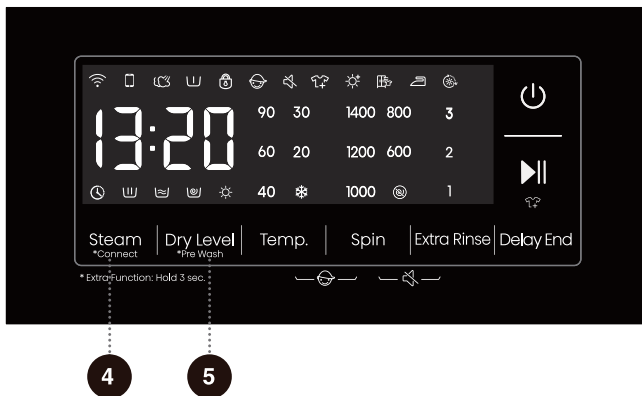 13:20
90 30 1400 800 3
60 20 1200 600 2
40 1000 1
Steam Dry Level Temp. Spin Extra Rinse Delay End
*Connect *Pre Wash
* Extra Function: Hold 3 sec.
4 5